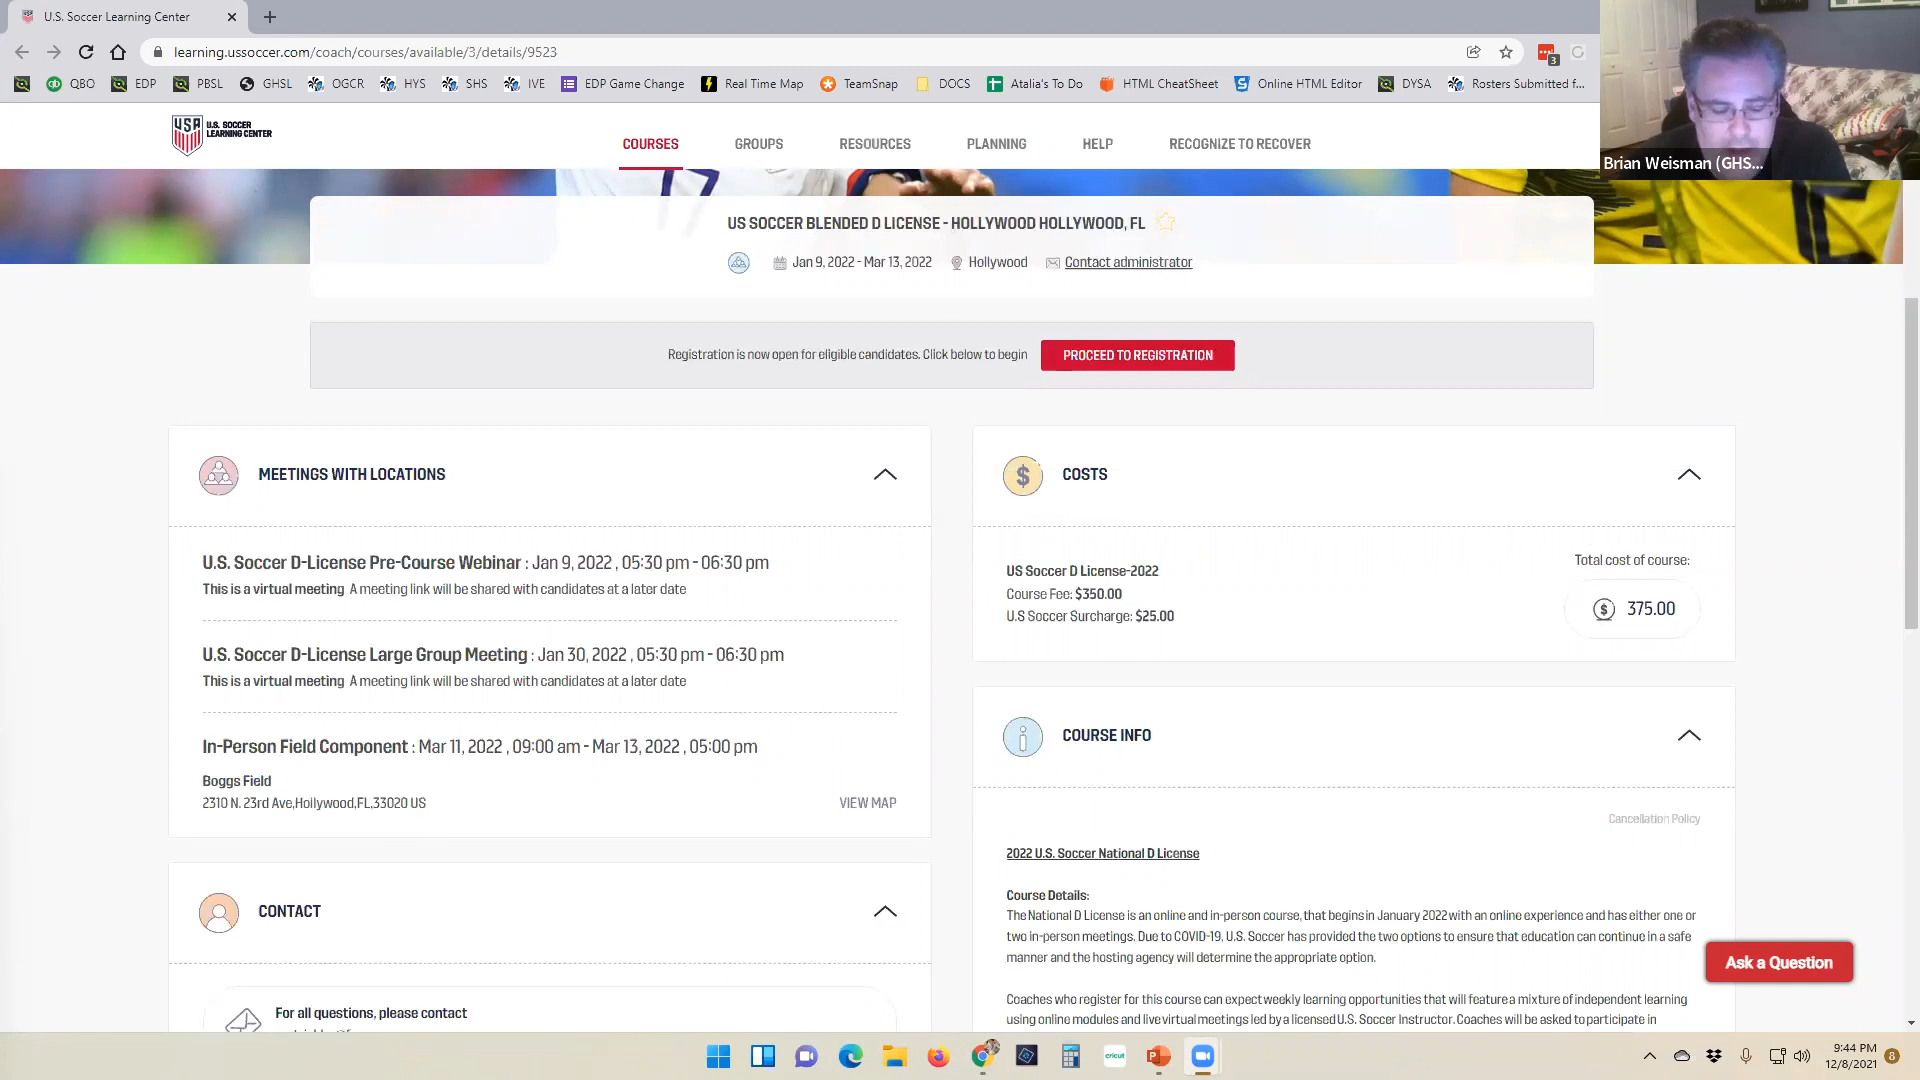 U.S. Soccer Learning Center
learning.ussoccer.com/coach/courses/available/3/details/9523
3
QBO EDP PBSL GHSL OGCR HYS SHS IVE EDP Game Change Real Time Map TeamSnap DOCS Atalia's To Do HTML CheatSheet Online HTML Editor DYSA Rosters Submitted f...
USA U.S. SOCCER
LEARNING CENTER
COURSES GROUPS RESOURCES PLANNING HELP RECOGNIZE TO RECOVER
Brian Weisman (GHS...
17
US SOCCER BLENDED D LICENSE - HOLLYWOOD HOLLYWOOD, FL
Jan 9, 2022 - Mar 13, 2022 Hollywood Contact administrator
Registration is now open for eligible candidates. Click below to begin PROCEED TO REGISTRATION
MEETINGS WITH LOCATIONS
U.S. Soccer D-License Pre-Course Webinar : Jan 9, 2022 , 05:30 pm - 06:30 pm
This is a virtual meeting A meeting link will be shared with candidates at a later date
U.S. Soccer D-License Large Group Meeting : Jan 30, 2022 , 05:30 pm - 06:30 pm
This is a virtual meeting A meeting link will be shared with candidates at a later date
In-Person Field Component : Mar 11, 2022 , 09:00 am - Mar 13, 2022 , 05:00 pm
Boggs Field
2310 N. 23rd Ave,Hollywood,FL,33020 US VIEW MAP
CONTACT
For all questions, please contact
$ COSTS
Total cost of course:
US Soccer D License-2022
Course Fee: $350.00
$ 375.00
U.S Soccer Surcharge: $25.00
COURSE INFO
Cancellation Policy
2022 U.S. Soccer National D License
Course Details:
The National D License is an online and in-person course, that begins in January 2022 with an online experience and has either one or
two in-person meetings. Due to COVID-19, U.S. Soccer has provided the two options to ensure that education can continue in a safe
manner and the hosting agency will determine the appropriate option.
Ask a Question
Coaches who register for this course can expect weekly learning opportunities that will feature a mixture of independent learning
using online modules and live virtual meetings led by a licensed U.S. Soccer Instructor. Coaches will be asked to participate in
cricut
9:44 PM
12/8/2021
8